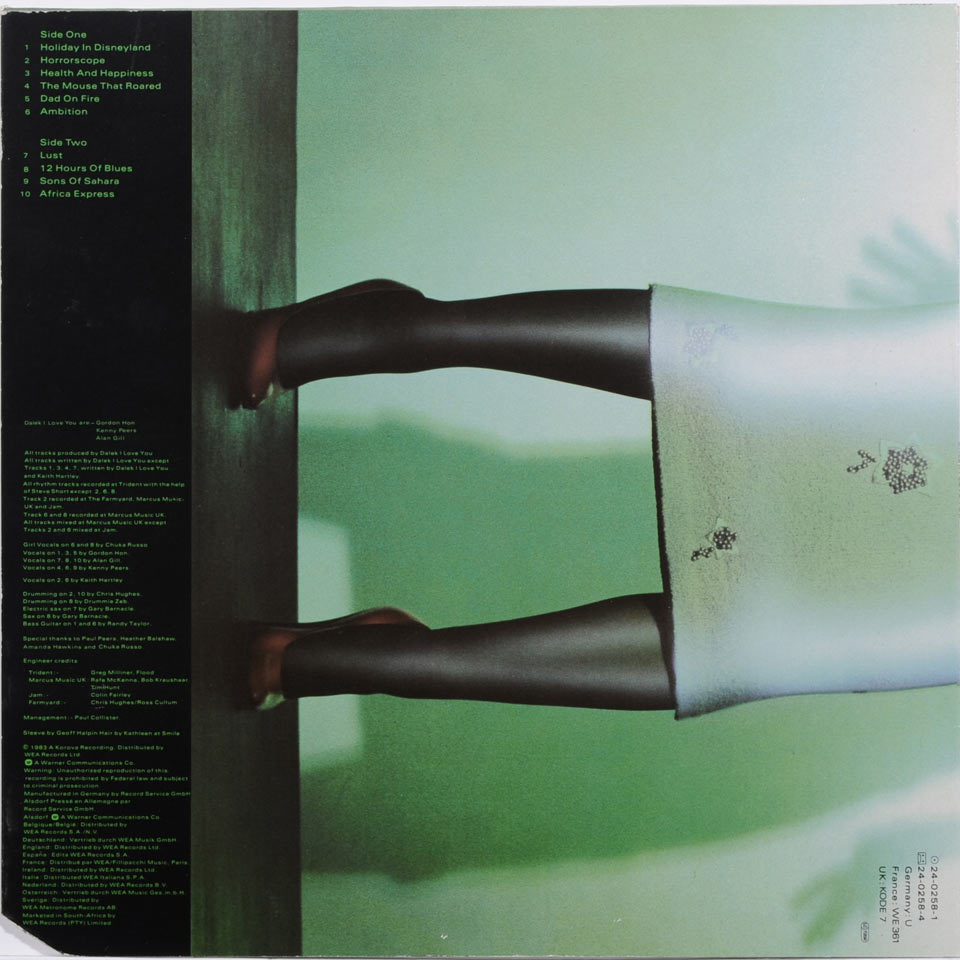 Side One
1 Holiday In Disneyland
2 Horrorscope
3 Health And Happiness
4 The Mouse That Roared
5 Dad On Fire
6 Ambition
Side Two
7 Lust
8 12 Hours Of Blues
9 Sons Of Sahara
10 Africa Express
Dalek I Love You are – Gordon Hon
Kenny Peers
Alan Gill
All tracks produced by Dalek I Love You
All tracks written by Dalek I Love You except
Tracks 1, 3, 4, 7, written by Dalek I Love You
and Keith Hartley.
All rhythm tracks recorded at Trident with the help
of Steve Short except: 2, 6, 8
Track 2 recorded at The Farmyard, Marcus Music:
UK and Jam.
Track 6 and 8 recorded at Marcus Music UK.
All tracks mixed at Marcus Music UK except
Tracks 2 and 6 mixed at Jam.
Girl Vocals on 6 and 8 by Chuka Russo
Vocals on 1, 3, 5 by Gordon Hon.
Vocals on 7, 8, 10 by Alan Gill.
Vocals on 4, 8, 9 by Kenny Peers
Vocals on 2, 6 by Keith Hartley
Drumming on 2, 10 by Chris Hughes.
Drumming on 8 by Drummie Zeb.
Electric sax on 7 by Gary Barnacle.
Sax on 8 by Gary Barnacle.
Bass Guitar on 1 and 6 by Randy Taylor.
Special thanks to Paul Peers, Heather Balshaw,
Amanda Hawkins and Chuka Russo
Engineer credits
Trident:- Greg Milliner, Flood
Marcus Music UK: Rafe McKenna, Bob Kraushaar,
Tim Hunt
Jam:- Colin Fairley
Farmyard:- Chris Hughes/Ross Cullum
Management:- Paul Collister.
Sleeve by Geoff Halpin Hair by Kathleen at Smile
© 1983 A Korova Recording. Distributed by
WEA Records Ltd.
A Warner Communications Co.
Warning: Unauthorised reproduction of this
recording is prohibited by Federal law and subject
to criminal prosecution
Manufactured in Germany by Record Service GmbH
Alsdorf Pressé en Allemagne par
Record Service GmbH
Alsdorf A Warner Communications Co.
Belgique/België: Distributed by
WEA Records S.A./N.V.
Deutschland: Vertrieb durch WEA Musik GmbH.
England: Distributed by WEA Records Ltd.
España: Edita WEA Records S.A.
France: Distribué par WEA/Filipacchi Music, Paris
Ireland: Distributed by WEA Records Ltd.
Italie: Distributed WEA Italiana S.P.A.
Nederland: Distributed by WEA Records B.V.
Österreich: Vertrieb durch WEA Music Ges.m.b.H.
Sverige: Distributed by
WEA Metronome Records AB.
Marketed in South-Africa by
WEA Records (PTY) Limited
24-0258-1
24-0258-4
Germany: U
France: WE 361
UK: KODE 7